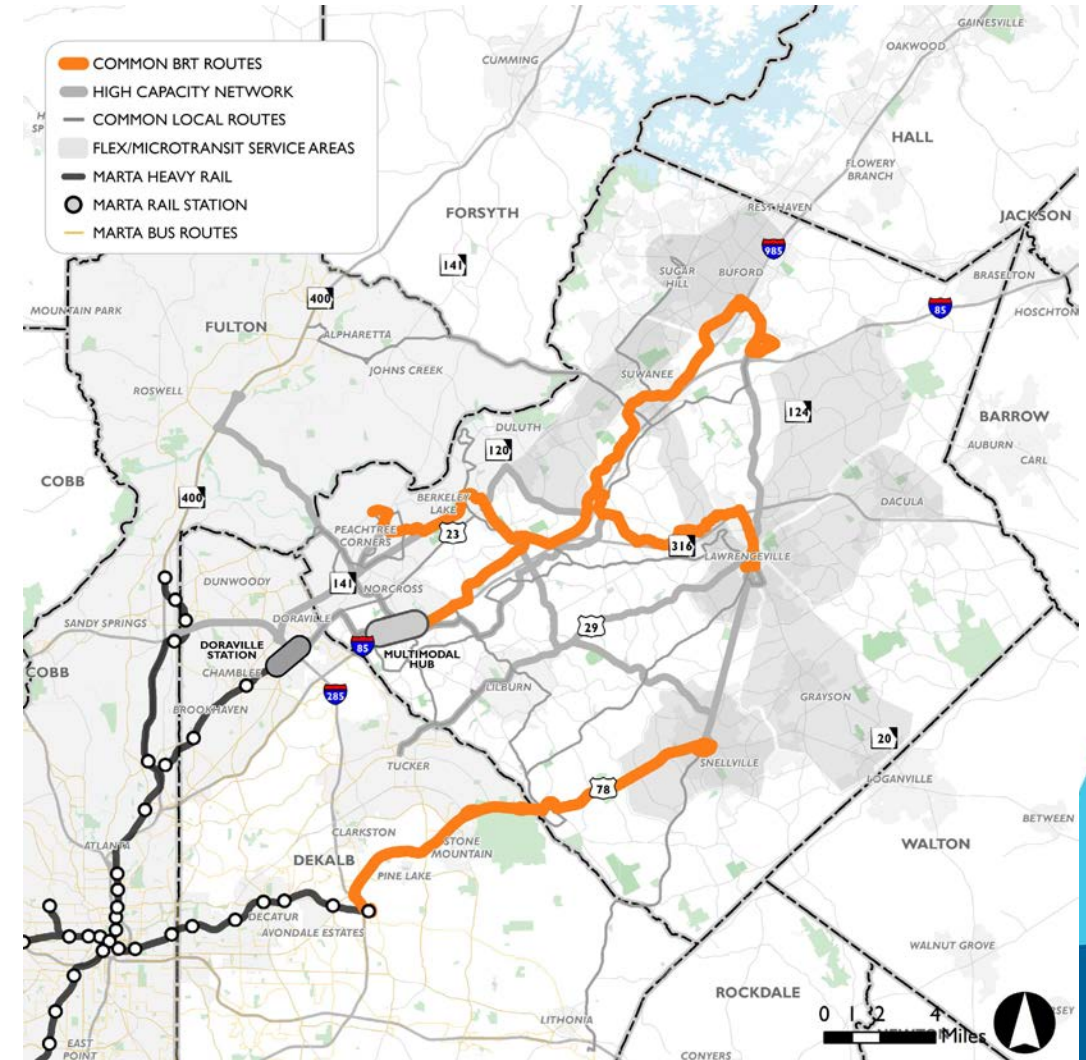 COMMON BRT ROUTES
HIGH CAPACITY NETWORK
COMMON LOCAL ROUTES
FLEX/MICROTRANSIT SERVICE AREAS
MARTA HEAVY RAIL
MARTA RAIL STATION
MARTA BUS ROUTES
GAINESVILLE
OAKWOOD
CUMMING
HALL
FLOWERY
BRANCH
FORSYTH
REST HAVEN
JACKSON
141
985
SUGAR
HILL
BUFORD
BRASELTON
400
85
HOSCHTON
MOUNTAIN PARK
FULTON
ALPHARETTA
JOHNS CREEK
SUWANEE
ROSWELL
124
BARROW
DULUTH
120
AUBURN
CARL
COBB
400
BERKELEY
LAKE
DACULA
PEACHTREE
CORNERS
23
316
LAWRENCEVILLE
DUNWOODY
141
NORCROSS
SANDY SPRINGS
DORAVILLE
29
DORAVILLE
STATION
85
MULTIMODAL
HUB
COBB
CHAMBLEE
285
LILBURN
GRAYSON
BROOKHAVEN
20
TUCKER
SNELLVILLE
LOGANVILLE
78
BETWEEN
CLARKSTON
ATLANTA
STONE
MOUNTAIN
WALTON
DEKALB
PINE LAKE
DECATUR
AVONDALE ESTATES
WALNUT GROVE
ROCKDALE
LITHONIA
0 1 2 4
Miles
EAST
POINT
CONYERS